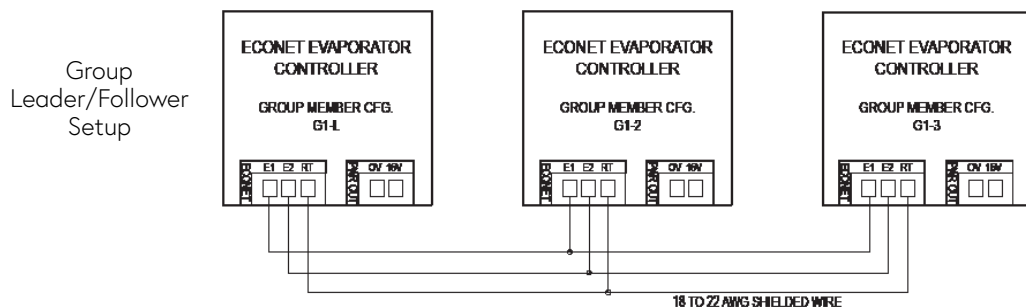 Group
Leader/Follower
Setup
ECONET EVAPORATOR
CONTROLLER
GROUP MEMBER CFG.
G1-L
ECONET
E1 E2 RT
PWR OUT
0V 16V
ECONET EVAPORATOR
CONTROLLER
GROUP MEMBER CFG.
G1-2
ECONET
E1 E2 RT
PWR OUT
0V 16V
ECONET EVAPORATOR
CONTROLLER
GROUP MEMBER CFG.
G1-3
ECONET
E1 E2 RT
PWR OUT
0V 16V
18 TO 22 AWG SHIELDED WIRE